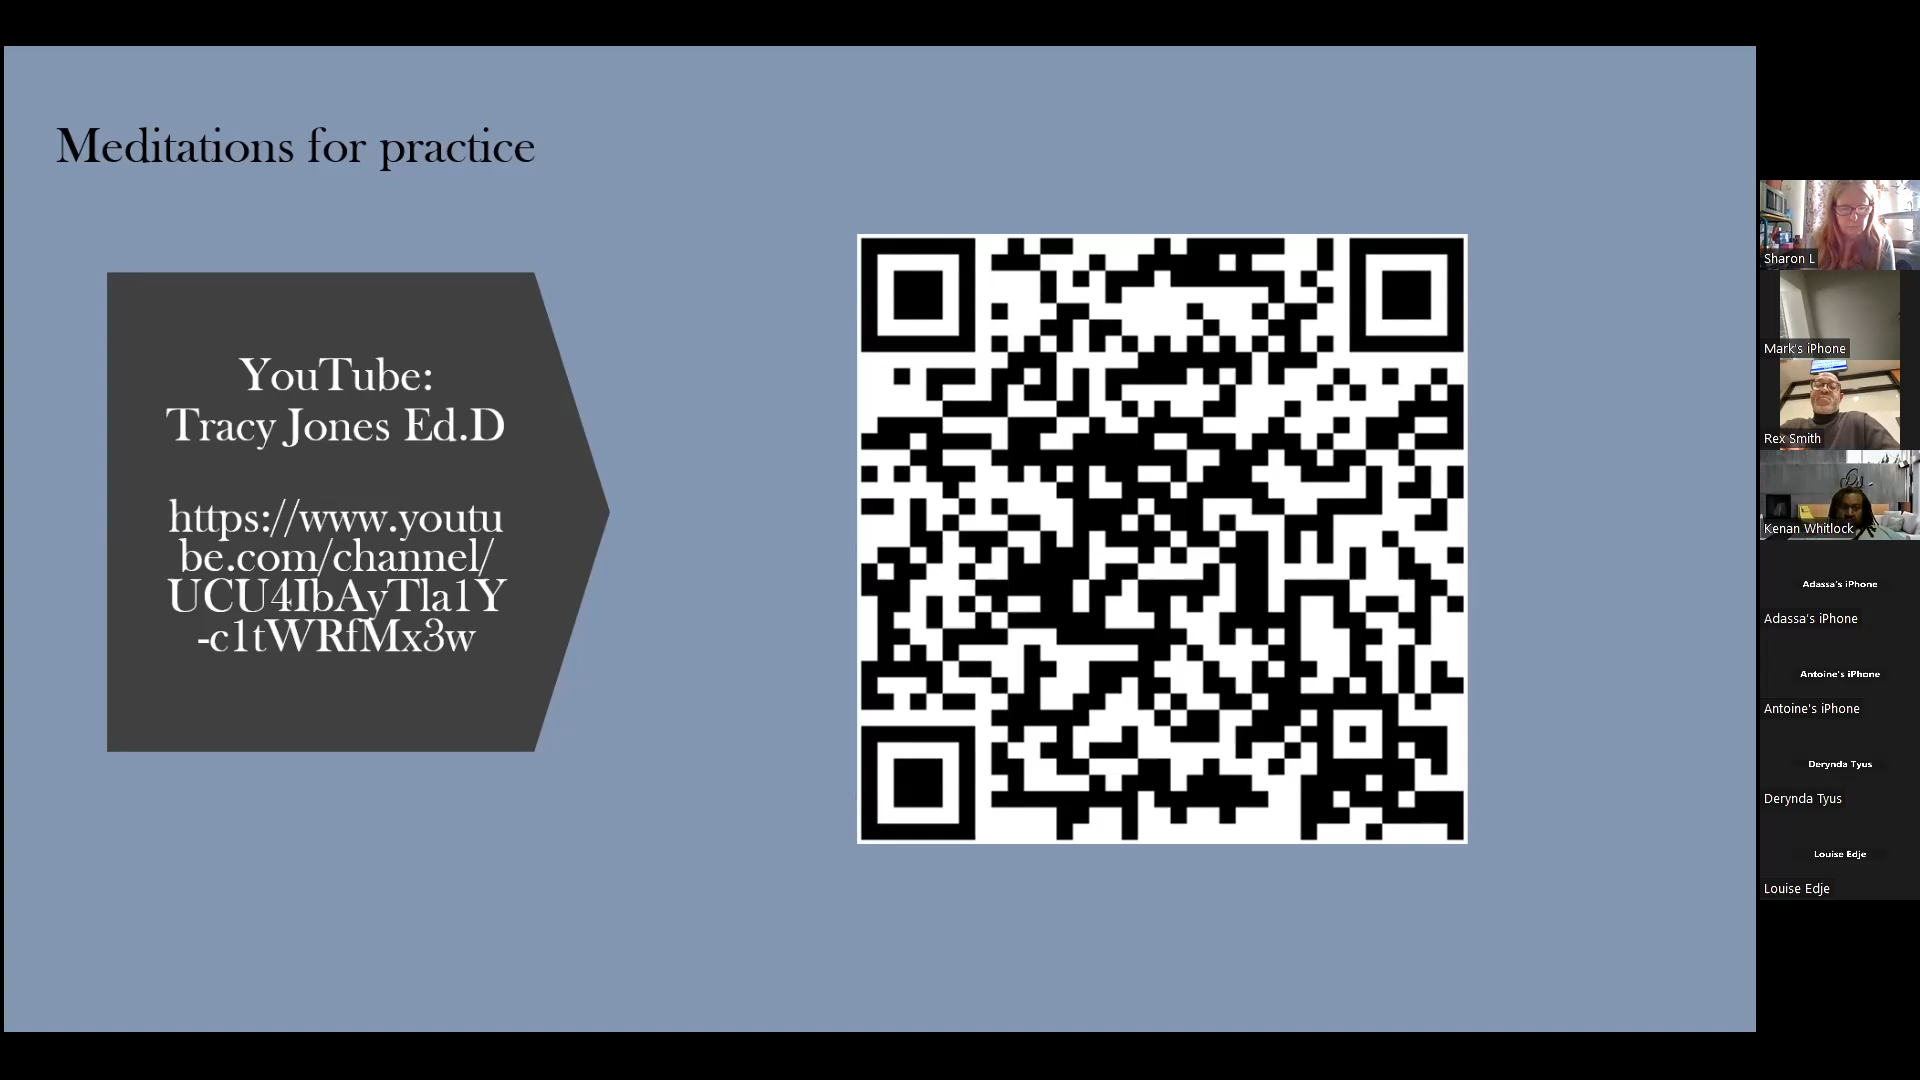 Meditations for practice
YouTube:
Tracy Jones Ed.D
https://www.youtu
be.com/channel/
UCU4IbAyTla1Y
-c1tWRfMx3w
Sharon L
Mark's iPhone
Rex Smith
Kenan Whitlock
Adassa's iPhone
Adassa's iPhone
Antoine's iPhone
Antoine's iPhone
Derynda Tyus
Derynda Tyus
Louise Edje
Louise Edje